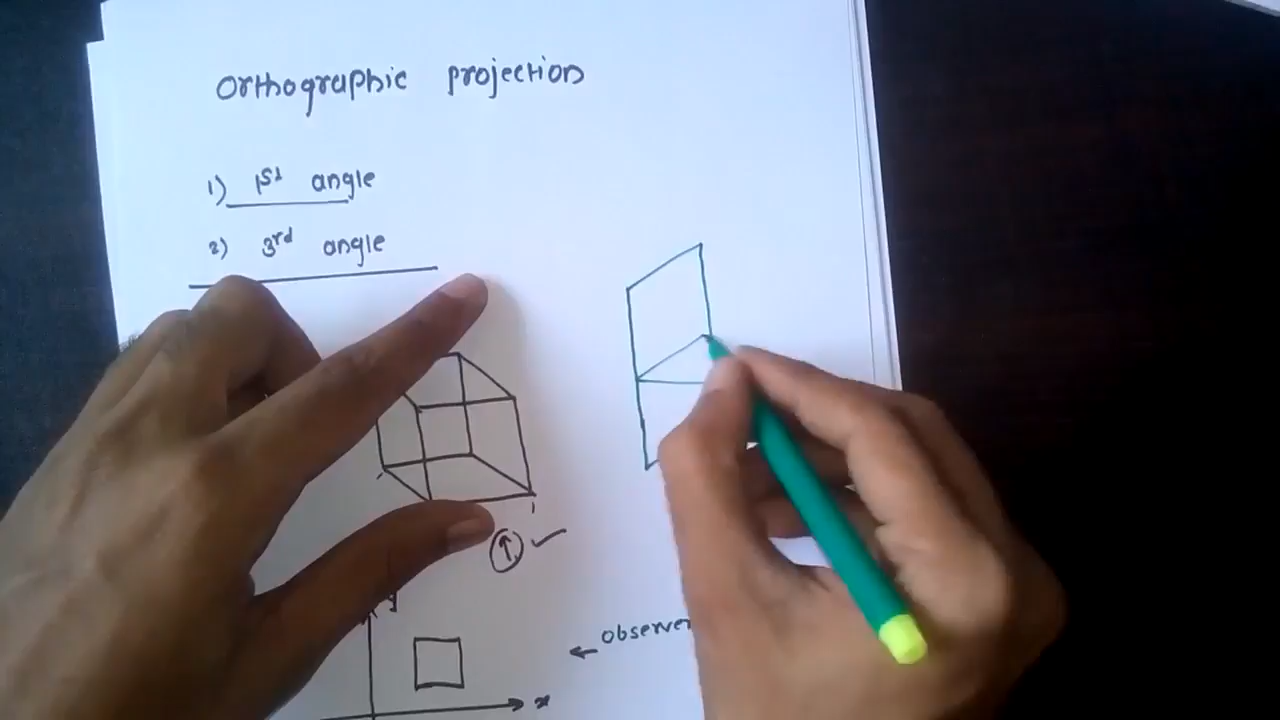 Orthographic projection
1) 1st angle
2) 3rd angle
y
← observer
x